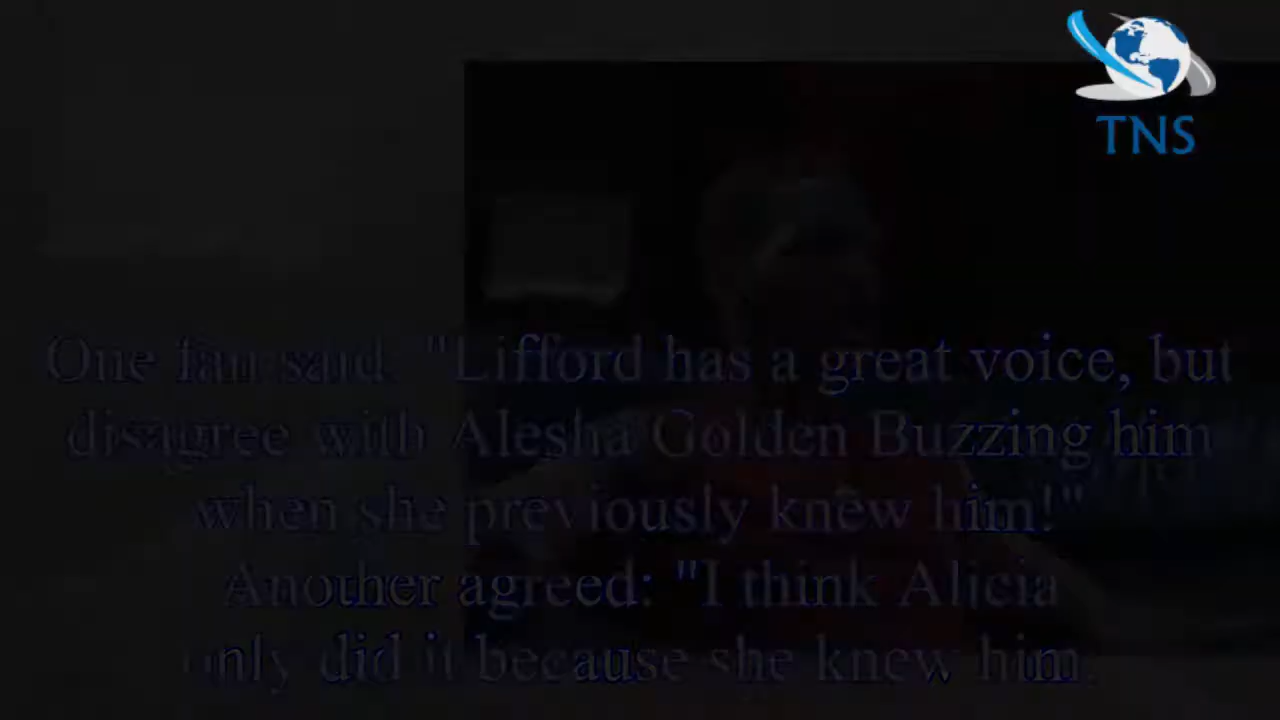 TNS
One fan said: "Lifford has a great voice, but
disagree with Alesha Golden Buzzing him
when she previously knew him!"
Another agreed: "I think Alicia
only did it because she knew him.